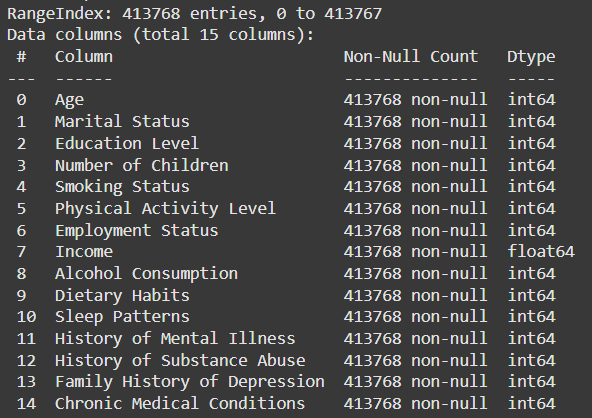 RangeIndex: 413768 entries, 0 to 413767
Data columns (total 15 columns):
 #   Column                        Non-Null Count   Dtype
---  ------                        --------------   -----
 0   Age                           413768 non-null  int64
 1   Marital Status                413768 non-null  int64
 2   Education Level               413768 non-null  int64
 3   Number of Children            413768 non-null  int64
 4   Smoking Status                413768 non-null  int64
 5   Physical Activity Level       413768 non-null  int64
 6   Employment Status             413768 non-null  int64
 7   Income                        413768 non-null  float64
 8   Alcohol Consumption           413768 non-null  int64
 9   Dietary Habits                413768 non-null  int64
 10  Sleep Patterns                413768 non-null  int64
 11  History of Mental Illness     413768 non-null  int64
 12  History of Substance Abuse    413768 non-null  int64
 13  Family History of Depression  413768 non-null  int64
 14  Chronic Medical Conditions    413768 non-null  int64